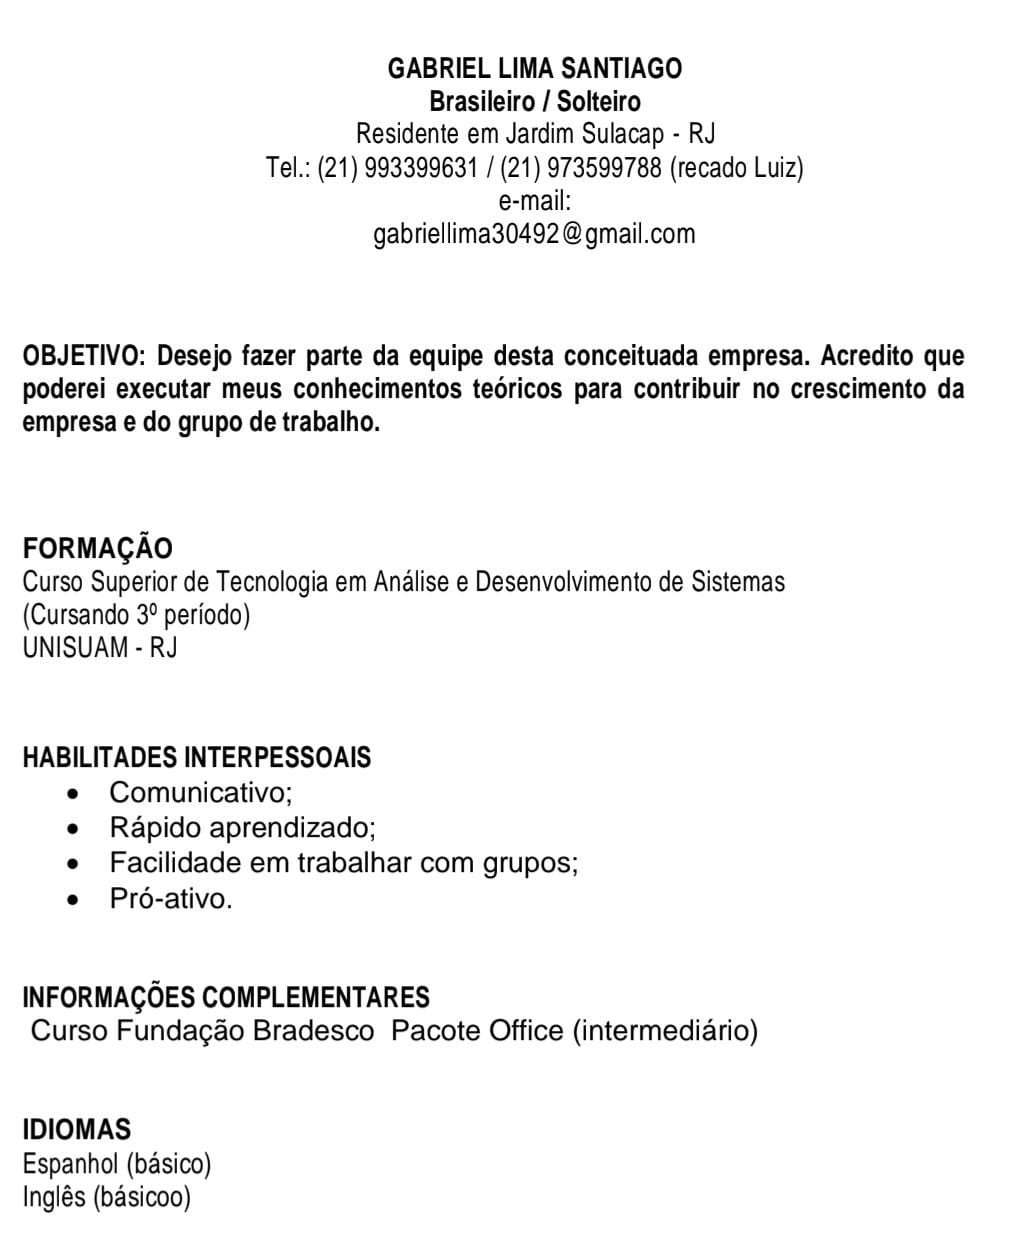 GABRIEL LIMA SANTIAGO
Brasileiro / Solteiro
Residente em Jardim Sulacap - RJ
Tel.: (21) 993399631 / (21) 973599788 (recado Luiz)
e-mail:
gabriellima30492@gmail.com
OBJETIVO: Desejo fazer parte da equipe desta conceituada empresa. Acredito que
poderei executar meus conhecimentos teóricos para contribuir no crescimento da
empresa e do grupo de trabalho.
FORMAÇÃO
Curso Superior de Tecnologia em Análise e Desenvolvimento de Sistemas
(Cursando 3º período)
UNISUAM - RJ
HABILITADES INTERPESSOAIS
• Comunicativo;
• Rápido aprendizado;
• Facilidade em trabalhar com grupos;
• Pró-ativo.
INFORMAÇÕES COMPLEMENTARES
Curso Fundação Bradesco  Pacote Office (intermediário)
IDIOMAS
Espanhol (básico)
Inglês (básicoo)